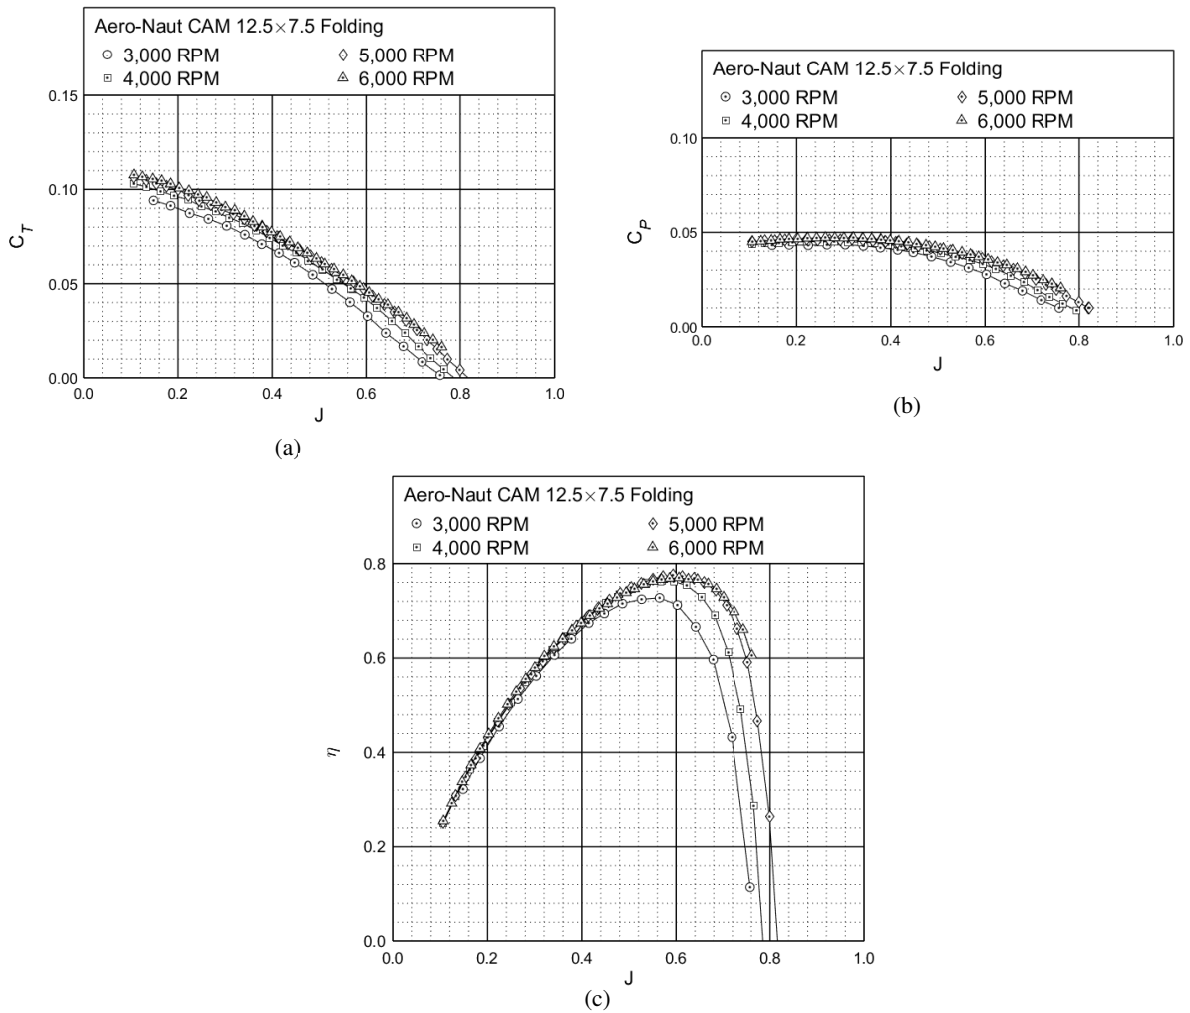 Aero-Naut CAM 12.5×7.5 Folding
3,000 RPM 5,000 RPM
4,000 RPM 6,000 RPM
0.15
0.10
0.05
0.00
C_T
0.0 0.2 0.4 0.6 0.8 1.0
J
(a)
Aero-Naut CAM 12.5×7.5 Folding
3,000 RPM 5,000 RPM
4,000 RPM 6,000 RPM
0.10
0.05
0.00
C_P
0.0 0.2 0.4 0.6 0.8 1.0
J
(b)
Aero-Naut CAM 12.5×7.5 Folding
3,000 RPM 5,000 RPM
4,000 RPM 6,000 RPM
0.8
0.6
0.4
0.2
0.0
η
0.0 0.2 0.4 0.6 0.8 1.0
J
(c)